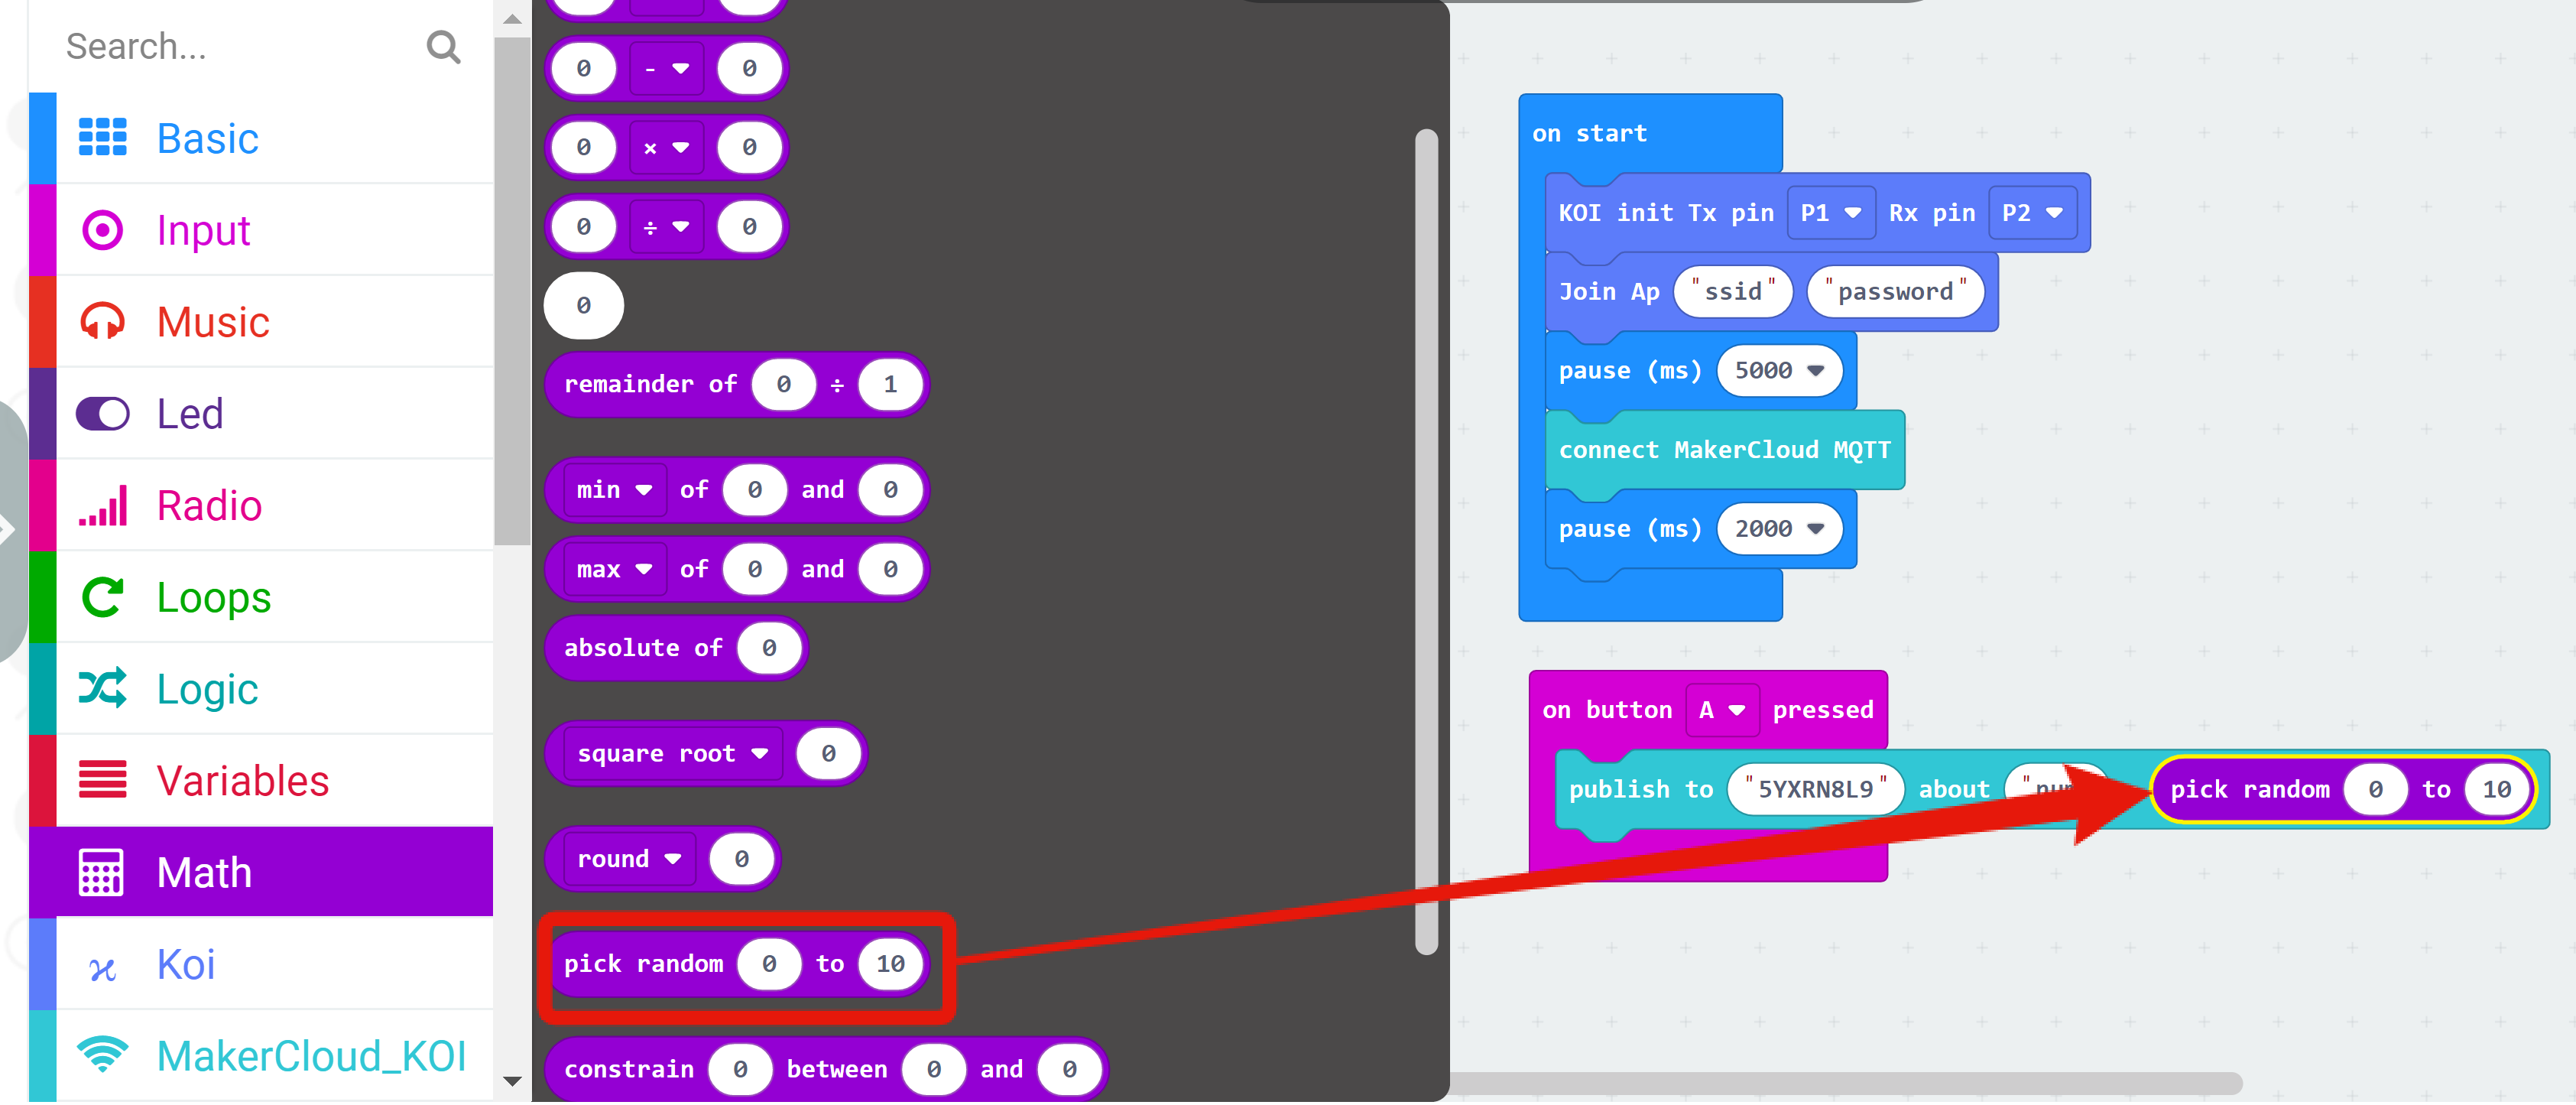 Search...
Basic
Input
Music
Led
Radio
Loops
Logic
Variables
Math
Koi
MakerCloud_KOI
0 - 0
0 × 0
0 ÷ 0
0
remainder of 0 ÷ 1
min of 0 and 0
max of 0 and 0
absolute of 0
square root 0
round 0
pick random 0 to 10
constrain 0 between 0 and 0
on start
KOI init Tx pin P1 Rx pin P2
Join Ap "ssid" "password"
pause (ms) 5000
connect MakerCloud MQTT
pause (ms) 2000
on button A pressed
publish to "5YXRN8L9" about pick random 0 to 10